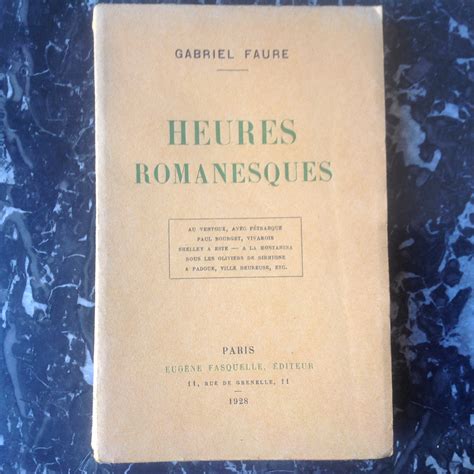 GABRIEL FAURE
HEURES
ROMANESQUES
AU VENTOUX, AVEC PÉTRARQUE
PAUL BOURGET, VIVAROIS
SHELLEY A ESTE — A LA MONTANINA
SOUS LES OLIVIERS DE SIRMIONE
A PADOUE, VILLE HEUREUSE, ETC.
PARIS
EUGÈNE FASQUELLE, ÉDITEUR
11, RUE DE GRENELLE, 11
1928